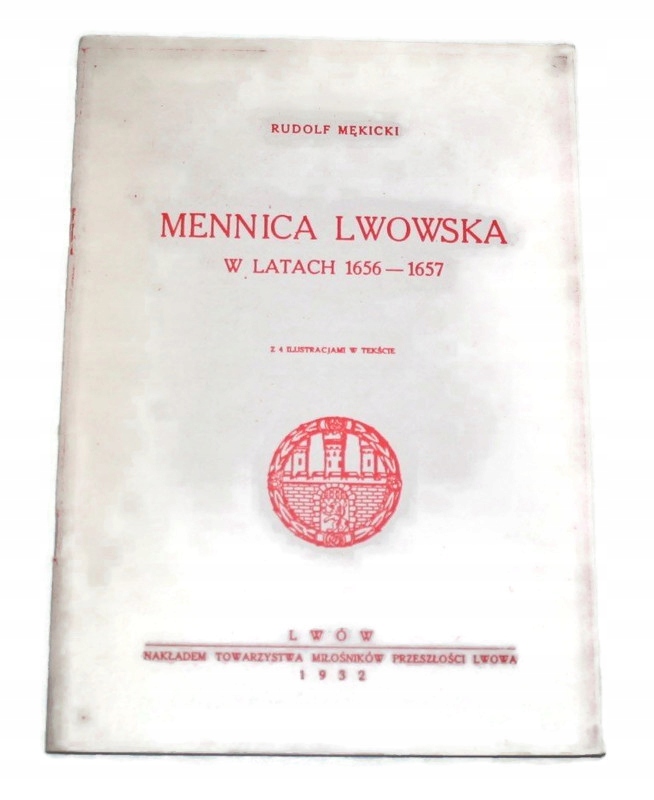 RUDOLF MĘKICKI
MENNICA LWOWSKA
W LATACH 1656—1657
Z 4 ILUSTRACJAMI W TEKŚCIE
LWÓW
NAKŁADEM TOWARZYSTWA MIŁOŚNIKÓW PRZESZŁOŚCI LWOWA
1932